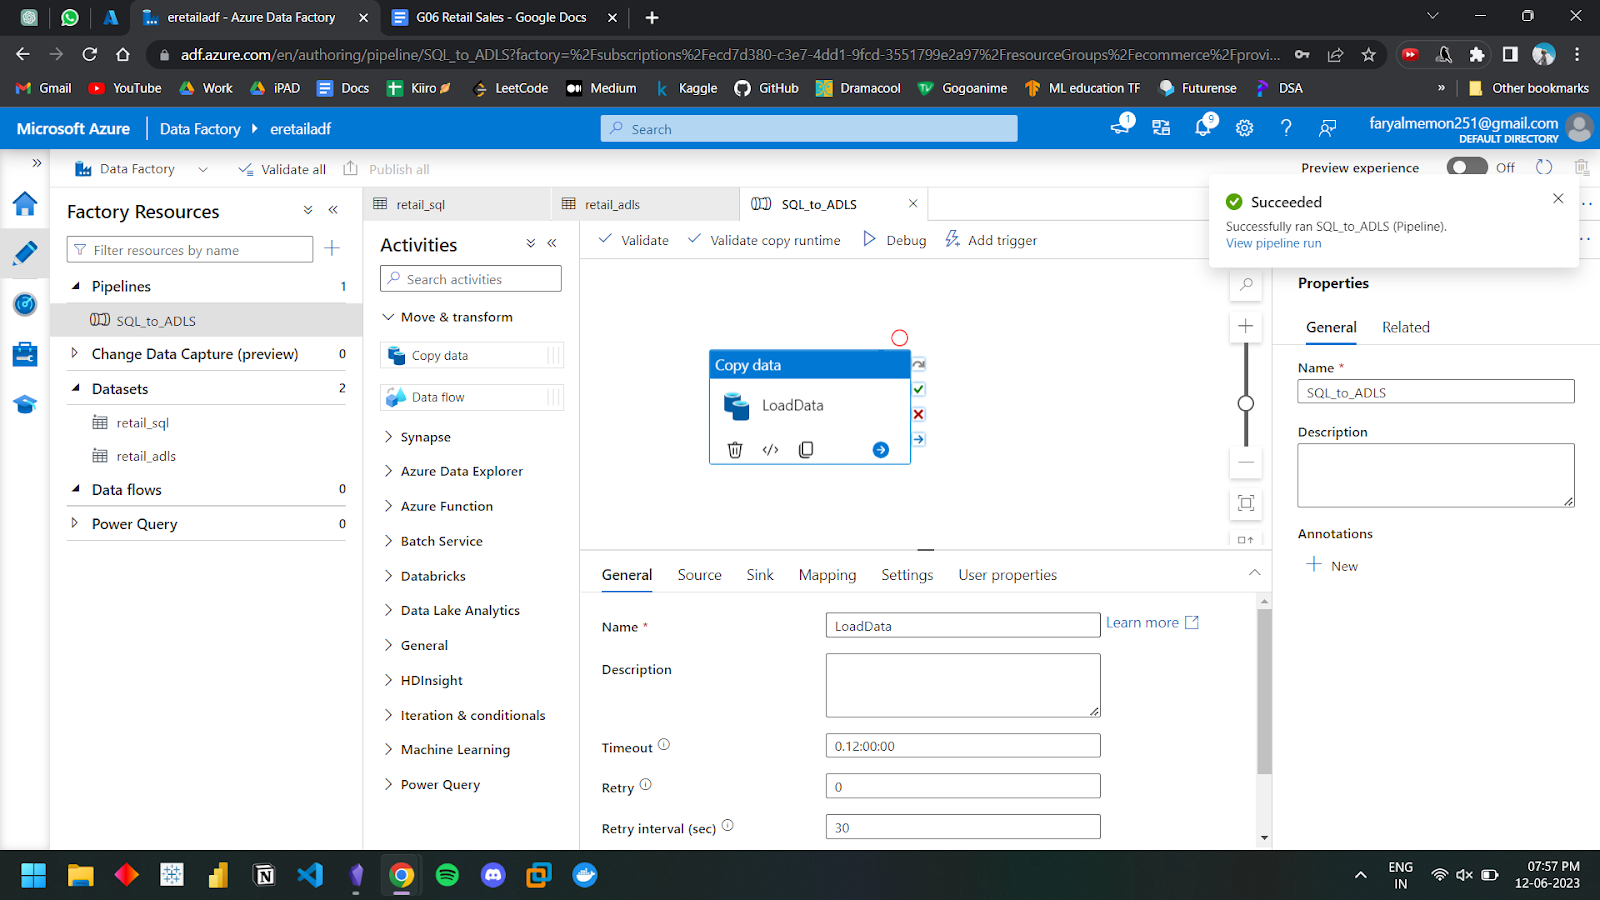 eretailadf - Azure Data Factory
G06 Retail Sales - Google Docs
adf.azure.com/en/authoring/pipeline/SQL_to_ADLS?factory=%2Fsubscriptions%2Fecd7d380-c3e7-4dd1-9fcd-3551799e2a97%2FresourceGroups%2Fecommerce%2Fprovi...
Gmail YouTube Work iPAD Docs Kiiro LeetCode Medium Kaggle GitHub Dramacool Gogoanime ML education TF Futurense DSA » Other bookmarks
Microsoft Azure Data Factory eretailadf
Search
1
9
faryalmemon251@gmail.com
DEFAULT DIRECTORY
Data Factory
Validate all
Publish all
Preview experience
Off
Factory Resources
Filter resources by name
Pipelines 1
SQL_to_ADLS
Change Data Capture (preview) 0
Datasets 2
retail_sql
retail_adls
Data flows 0
Power Query 0
retail_sql
retail_adls
SQL_to_ADLS
Activities
Search activities
Move & transform
Copy data
Data flow
Synapse
Azure Data Explorer
Azure Function
Batch Service
Databricks
Data Lake Analytics
General
HDInsight
Iteration & conditionals
Machine Learning
Power Query
Validate
Validate copy runtime
Debug
Add trigger
Copy data
LoadData
General
Source
Sink
Mapping
Settings
User properties
Name *
LoadData
Learn more
Description
Timeout
0.12:00:00
Retry
0
Retry interval (sec)
30
Succeeded
Successfully ran SQL_to_ADLS (Pipeline).
View pipeline run
Properties
General
Related
Name *
SQL_to_ADLS
Description
Annotations
New
ENG
IN
07:57 PM
12-06-2023